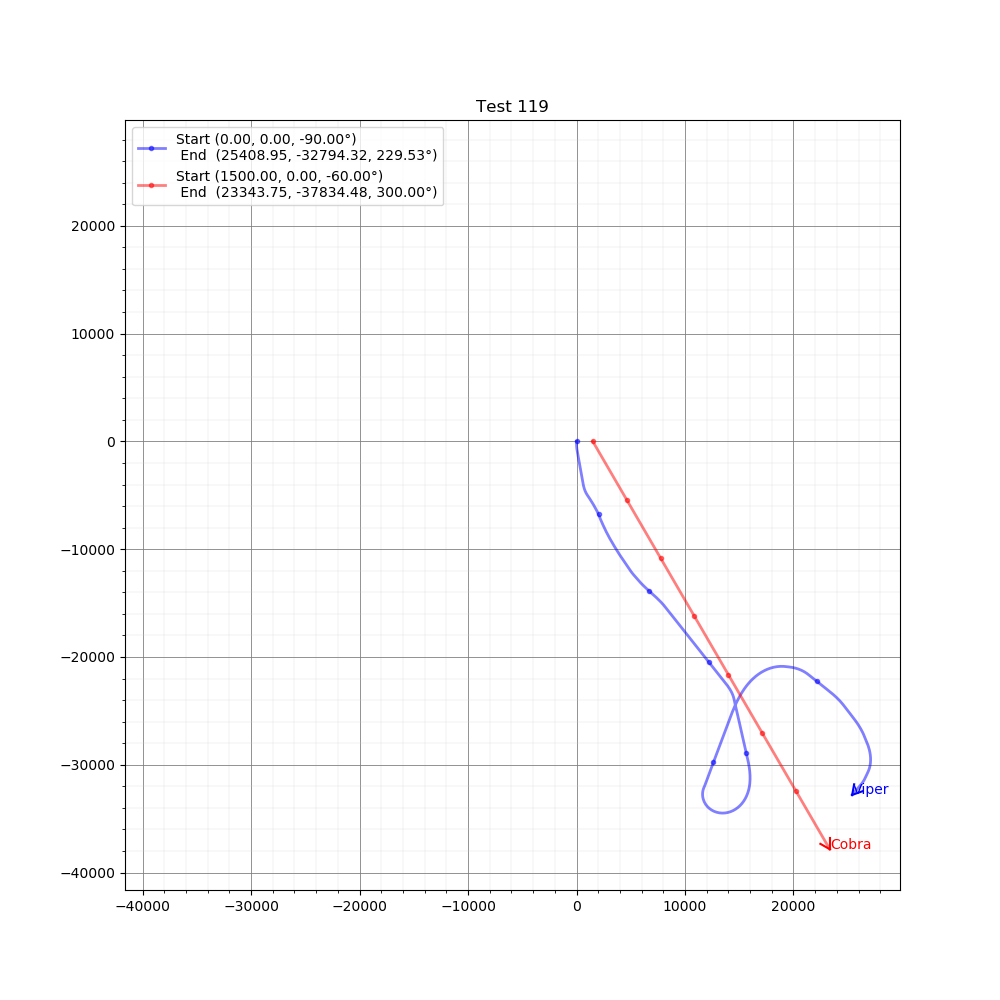 Test 119
Start (0.00, 0.00, -90.00°)
End (25408.95, -32794.32, 229.53°)
Start (1500.00, 0.00, -60.00°)
End (23343.75, -37834.48, 300.00°)
20000
10000
0
−10000
−20000
−30000
−40000
Viper
Cobra
−40000 −30000 −20000 −10000 0 10000 20000